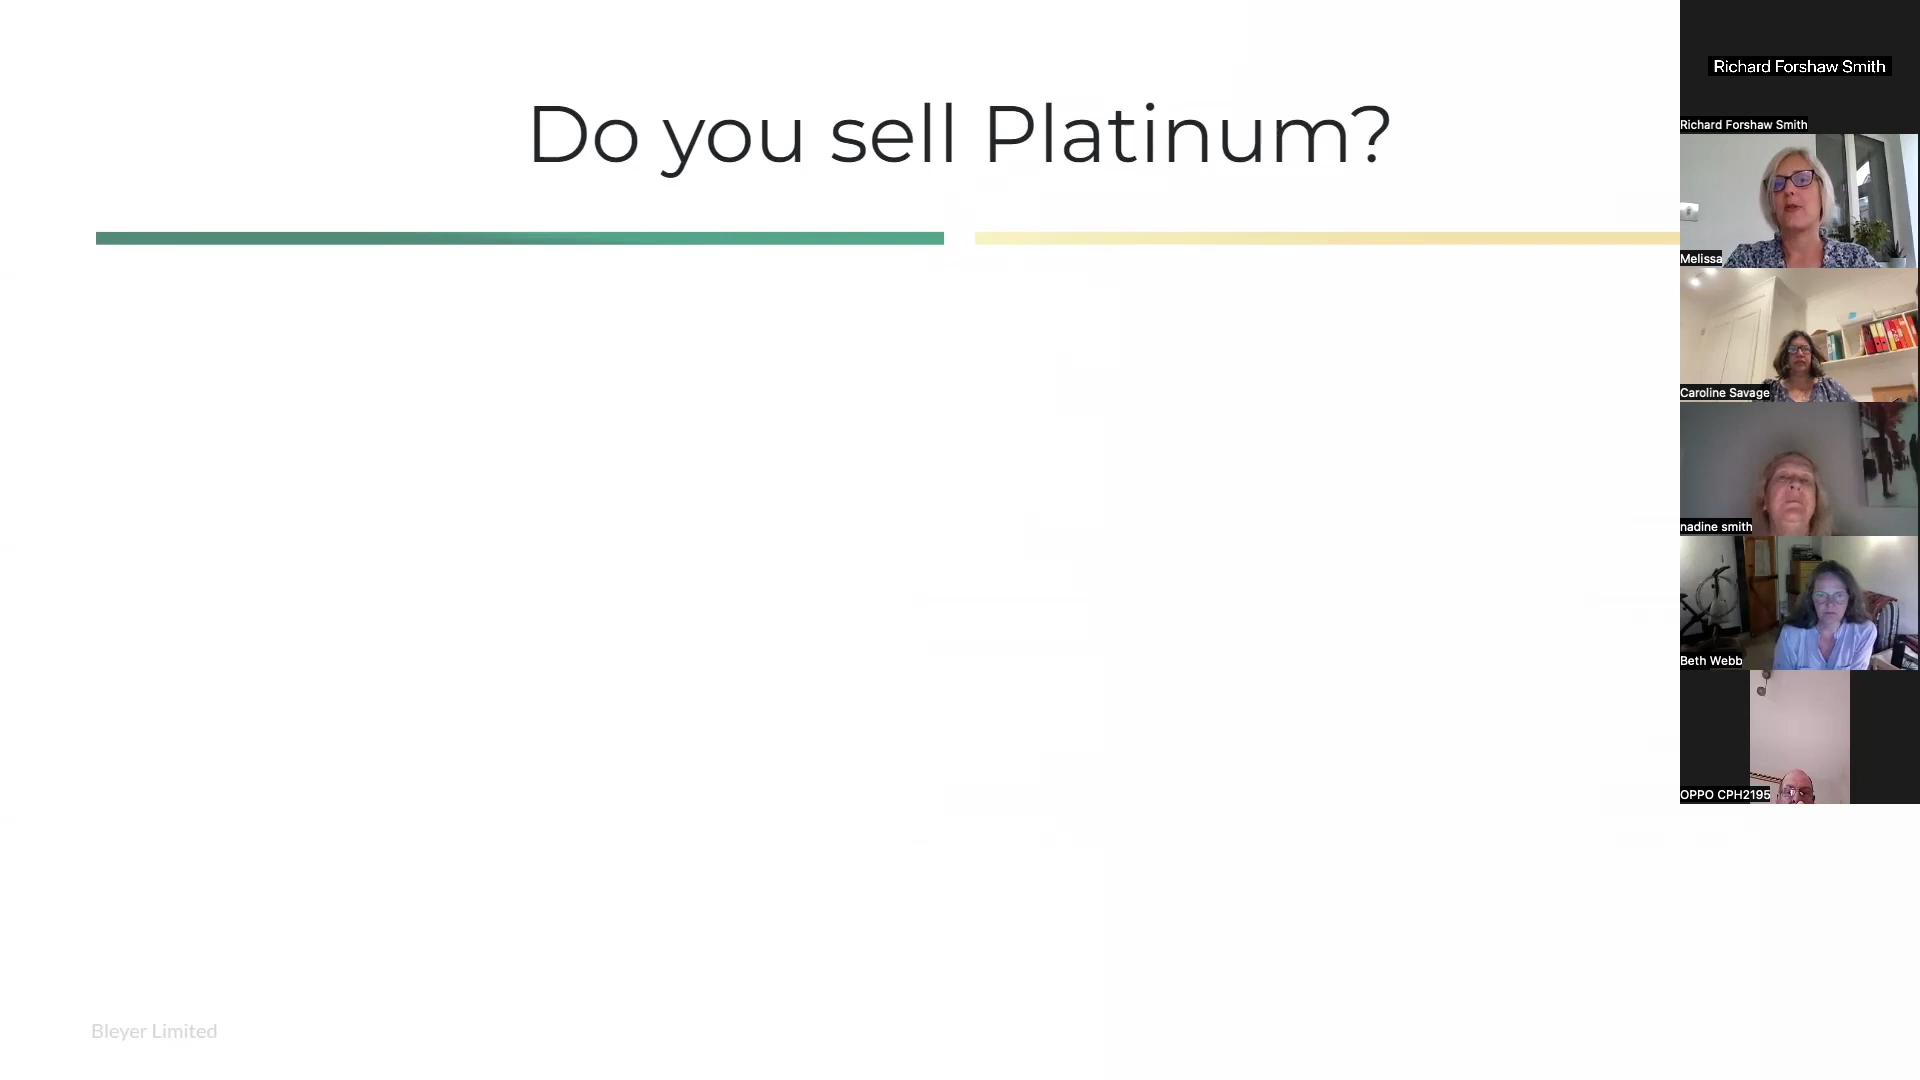 Do you sell Platinum?
Richard Forshaw Smith
Richard Forshaw Smith
Melissa
Caroline Savage
nadine smith
Beth Webb
OPPO CPH2195
Bleyer Limited